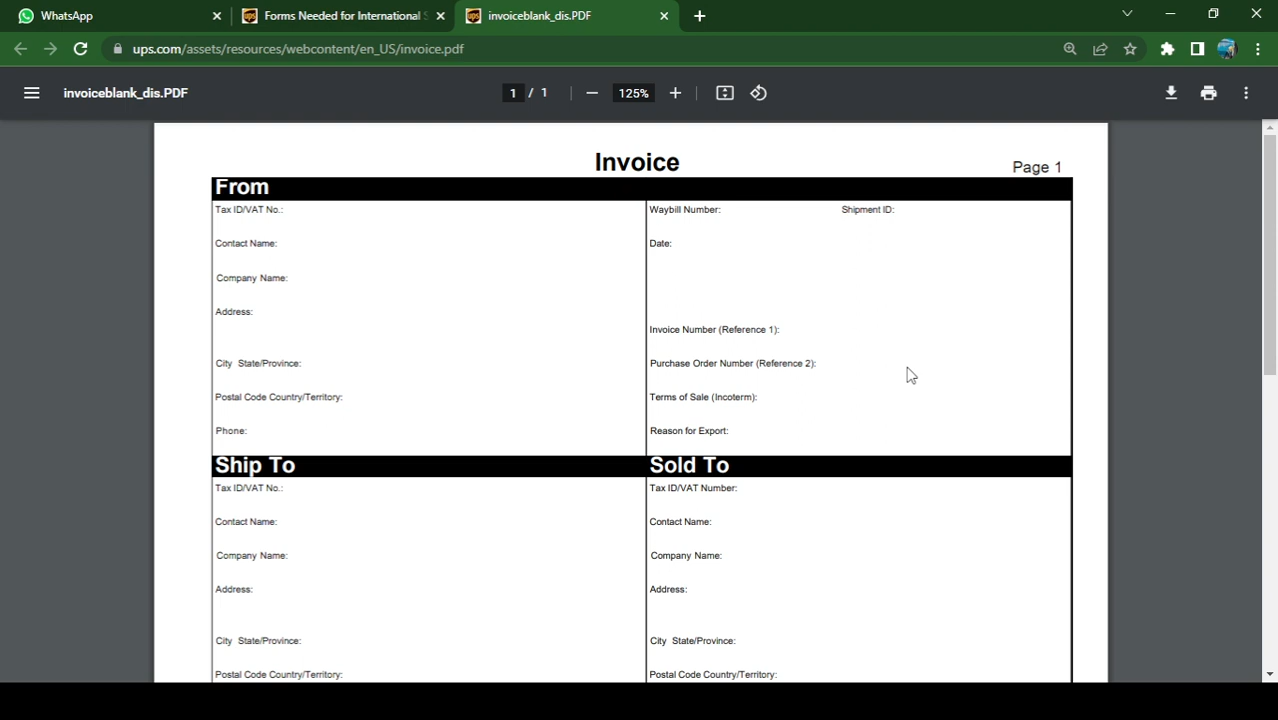 WhatsApp
Forms Needed for International S
invoiceblank_dis.PDF
ups.com/assets/resources/webcontent/en_US/invoice.pdf
invoiceblank_dis.PDF
1 / 1
125%
Invoice
Page 1
From
Tax ID/VAT No.:
Contact Name:
Company Name:
Address:
City State/Province:
Postal Code Country/Territory:
Phone:
Waybill Number: Shipment ID:
Date:
Invoice Number (Reference 1):
Purchase Order Number (Reference 2):
Terms of Sale (Incoterm):
Reason for Export:
Ship To
Tax ID/VAT No.:
Contact Name:
Company Name:
Address:
City State/Province:
Postal Code Country/Territory:
Sold To
Tax ID/VAT Number:
Contact Name:
Company Name:
Address:
City State/Province:
Postal Code Country/Territory: